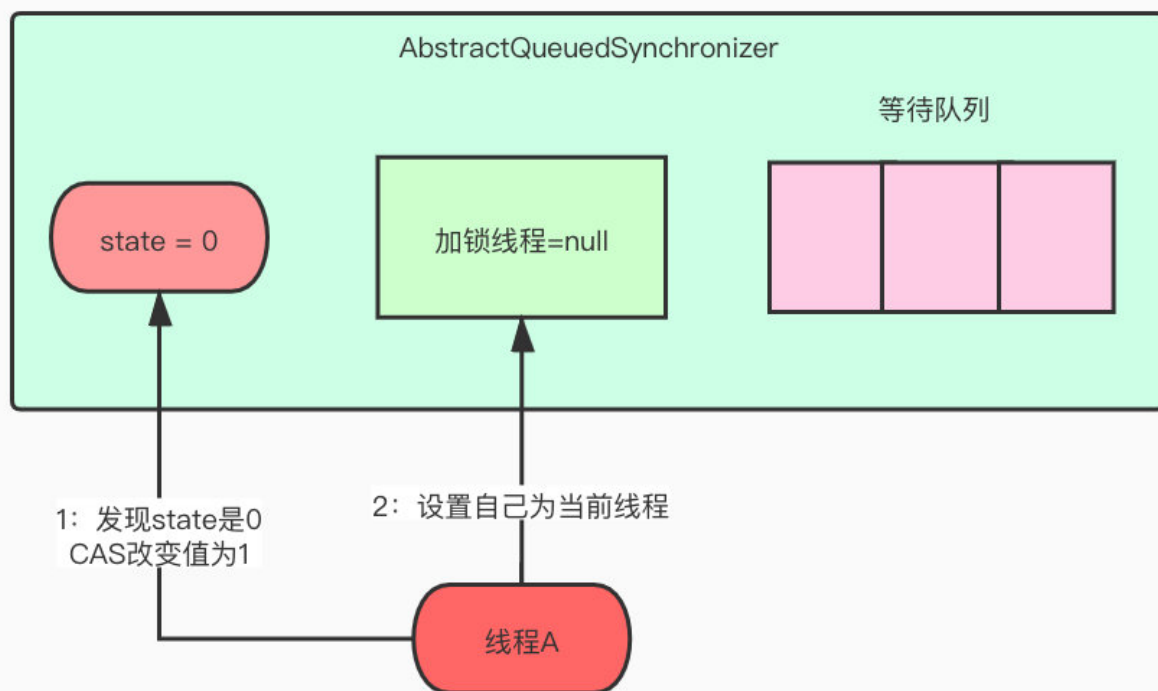 AbstractQueuedSynchronizer
等待队列
state = 0
加锁线程=null
1：发现state是0
CAS改变值为1
2：设置自己为当前线程
线程A